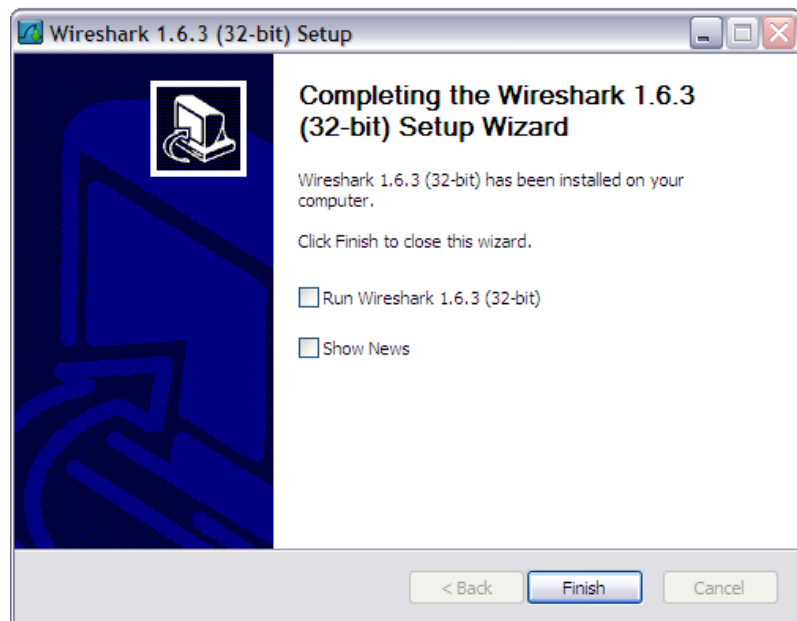 Wireshark 1.6.3 (32-bit) Setup
Completing the Wireshark 1.6.3
(32-bit) Setup Wizard
Wireshark 1.6.3 (32-bit) has been installed on your
computer.
Click Finish to close this wizard.
Run Wireshark 1.6.3 (32-bit)
Show News
< Back Finish Cancel